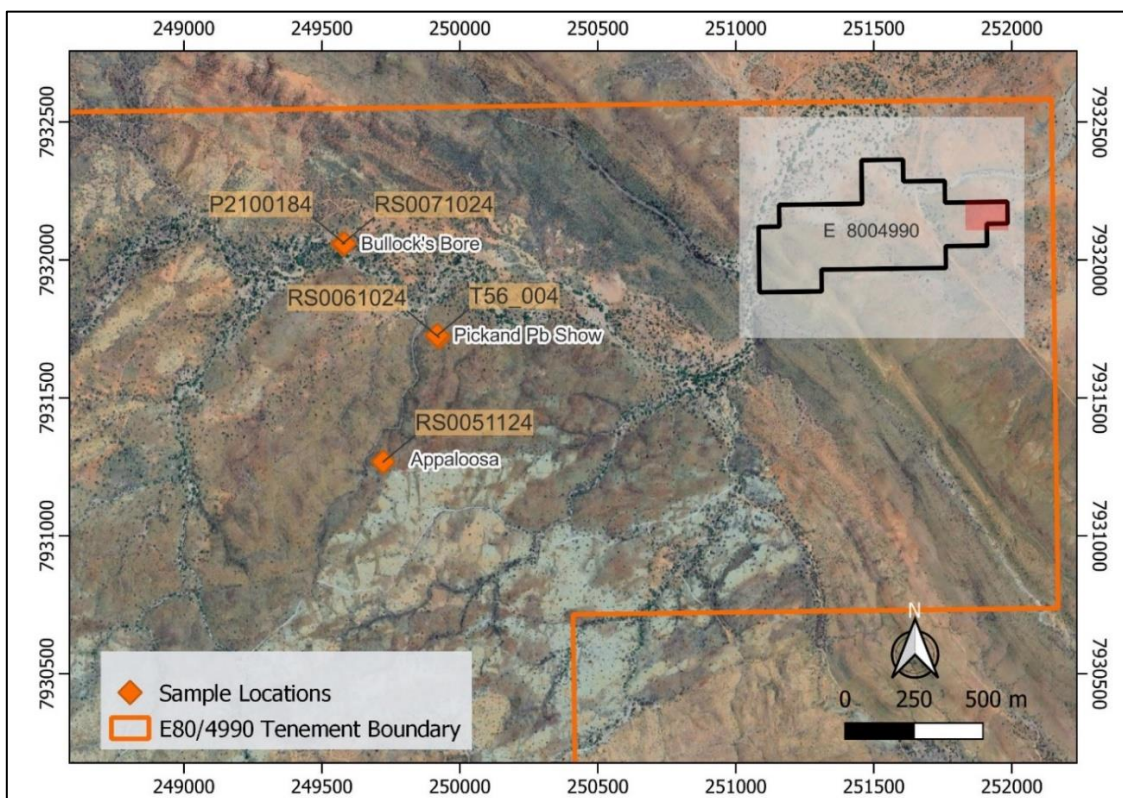 249000 249500 250000 250500 251000 251500 252000
7932500
7932500
P2100184 RS0071024
Bullock's Bore
E 8004990
7932000
7932000
RS0061024 T56_004
Pickand Pb Show
7931500
7931500
RS0051124
Appaloosa
7931000
7931000
N
7930500
7930500
Sample Locations
E80/4990 Tenement Boundary
0 250 500 m
249000 249500 250000 250500 251000 251500 252000